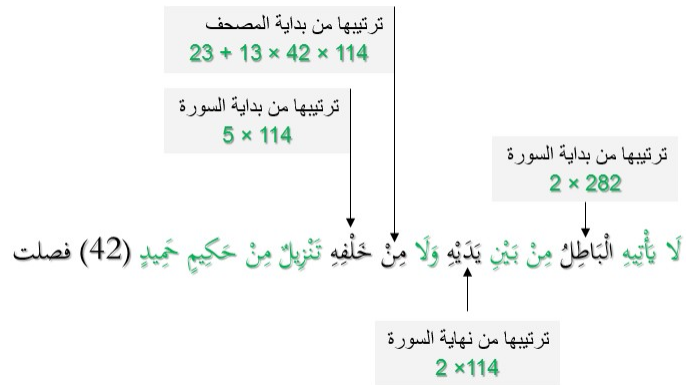 ترتيبها من بداية المصحف
23 + 13 × 42 × 114
ترتيبها من بداية السورة
5 × 114
ترتيبها من بداية السورة
2 × 282
لَا يَأْتِيهِ الْبَاطِلُ مِنْ بَيْنِ يَدَيْهِ وَلَا مِنْ خَلْفِهِ تَنْزِيلٌ مِنْ حَكِيمٍ حَمِيدٍ (42) فصلت
ترتيبها من نهاية السورة
2 ×114